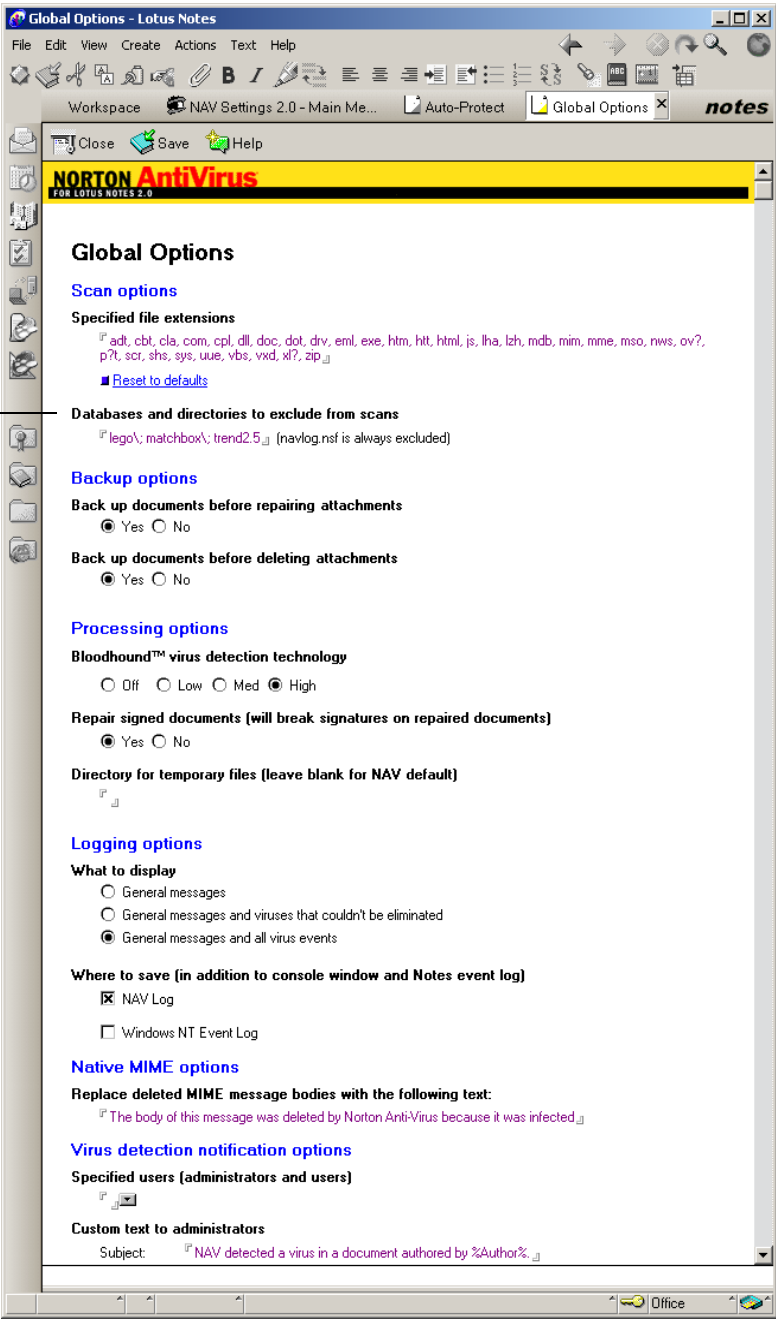 Global Options - Lotus Notes
File Edit View Create Actions Text Help
Workspace NAV Settings 2.0 - Main Me... Auto-Protect Global Options notes
Close Save Help
NORTON AntiVirus
FOR LOTUS NOTES 2.0
Global Options
Scan options
Specified file extensions
adt, cbt, cla, com, cpl, dll, doc, dot, drv, eml, exe, htm, htt, html, js, lha, lzh, mdb, mim, mme, mso, nws, ov?,
p?t, scr, shs, sys, uue, vbs, vxd, xl?, zip
Reset to defaults
Databases and directories to exclude from scans
lego\; matchbox\; trend2.5 (navlog.nsf is always excluded)
Backup options
Back up documents before repairing attachments
Yes No
Back up documents before deleting attachments
Yes No
Processing options
Bloodhound™ virus detection technology
Off Low Med High
Repair signed documents (will break signatures on repaired documents)
Yes No
Directory for temporary files (leave blank for NAV default)
Logging options
What to display
General messages
General messages and viruses that couldn't be eliminated
General messages and all virus events
Where to save (in addition to console window and Notes event log)
NAV Log
Windows NT Event Log
Native MIME options
Replace deleted MIME message bodies with the following text:
The body of this message was deleted by Norton Anti-Virus because it was infected
Virus detection notification options
Specified users (administrators and users)
Custom text to administrators
Subject: NAV detected a virus in a document authored by %Author%.
Office